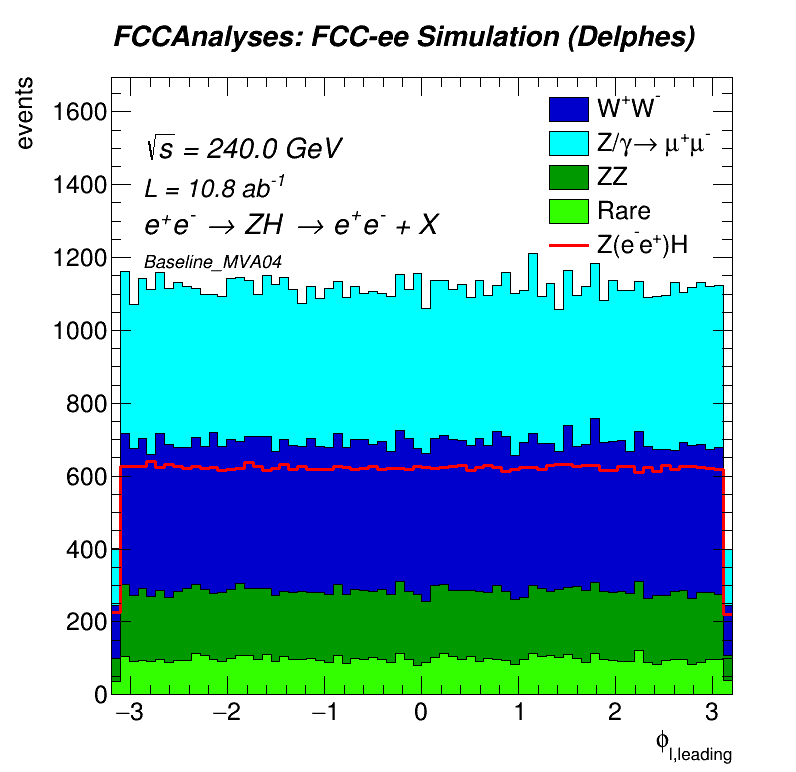 FCCAnalyses: FCC-ee Simulation (Delphes)
events
1600
1400
1200
1000
800
600
400
200
0
√s = 240.0 GeV
L = 10.8 ab⁻¹
e⁺e⁻ → ZH → e⁺e⁻ + X
Baseline_MVA04
W⁺W⁻
Z/γ→ μ⁺μ⁻
ZZ
Rare
Z(e⁻e⁺)H
−3 −2 −1 0 1 2 3
ϕ_l,leading